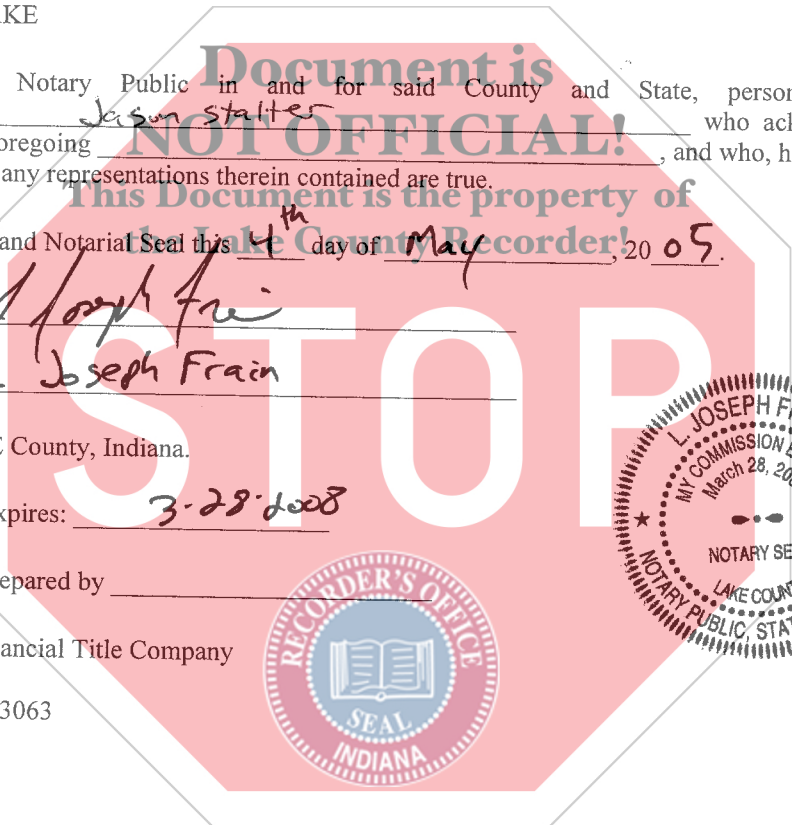 AKE
Document is
Notary Public in and for said County and State, person
Jason Stalter who ack
NOT OFFICIAL!
oregoing , and who, h
any representations therein contained are true.
This Document is the property of
the Lake County Recorder!
and Notarial Seal this 4th day of May , 20 05.
Joseph Frain
STOP
E County, Indiana.
xpires: 3-28-2008
epared by
ancial Title Company
3063
L. JOSEPH F
MY COMMISSION
March 28, 200
NOTARY SE
LAKE COUNT
NOTARY PUBLIC, STAT
RECORDER'S OFFICE
SEAL
INDIANA